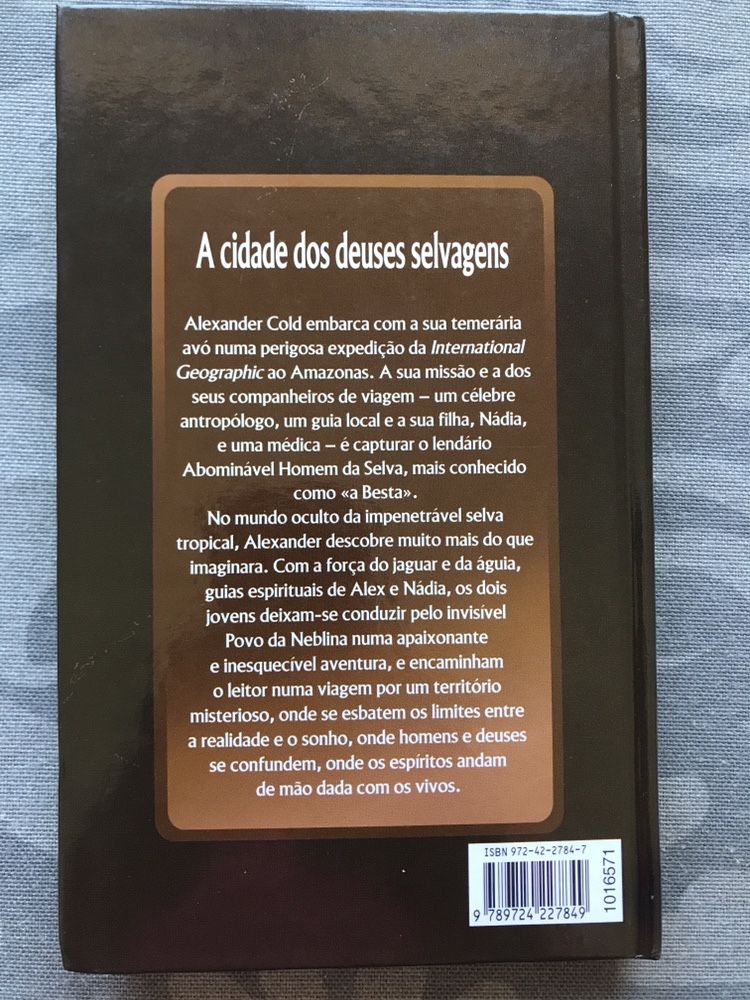 A cidade dos deuses selvagens
Alexander Cold embarca com a sua temerária
avó numa perigosa expedição da International
Geographic ao Amazonas. A sua missão e a dos
seus companheiros de viagem – um célebre
antropólogo, um guia local e a sua filha, Nádia,
e uma médica – é capturar o lendário
Abominável Homem da Selva, mais conhecido
como «a Besta».
No mundo oculto da impenetrável selva
tropical, Alexander descobre muito mais do que
imaginara. Com a força do jaguar e da águia,
guias espirituais de Alex e Nádia, os dois
jovens deixam-se conduzir pelo invisível
Povo da Neblina numa apaixonante
e inesquecível aventura, e encaminham
o leitor numa viagem por um território
misterioso, onde se esbatem os limites entre
a realidade e o sonho, onde homens e deuses
se confundem, onde os espíritos andam
de mão dada com os vivos.
ISBN 972-42-2784-7
9 789724 227849
1016571